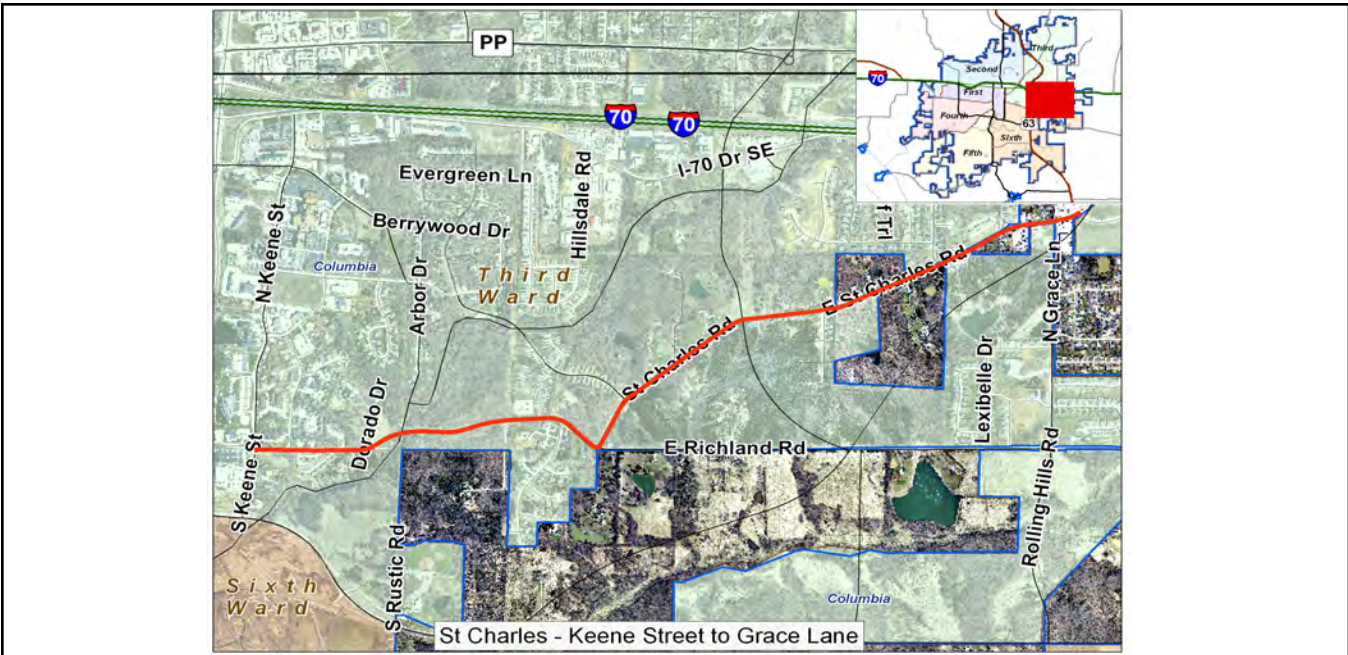 PP
70
70
I-70 Dr SE
Evergreen Ln
Hillsdale Rd
Berrywood Dr
N Keene St
Columbia
Arbor Dr
Third
Ward
f Trl
E St Charles Rd
N Grace Ln
St Charles Rd
Lexibelle Dr
Dorado Dr
S Keene St
E Richland Rd
Rolling Hills Rd
S Rustic Rd
Sixth
Ward
Columbia
St Charles - Keene Street to Grace Lane
Third
Second
70
First
Fourth
63
Sixth
Fifth